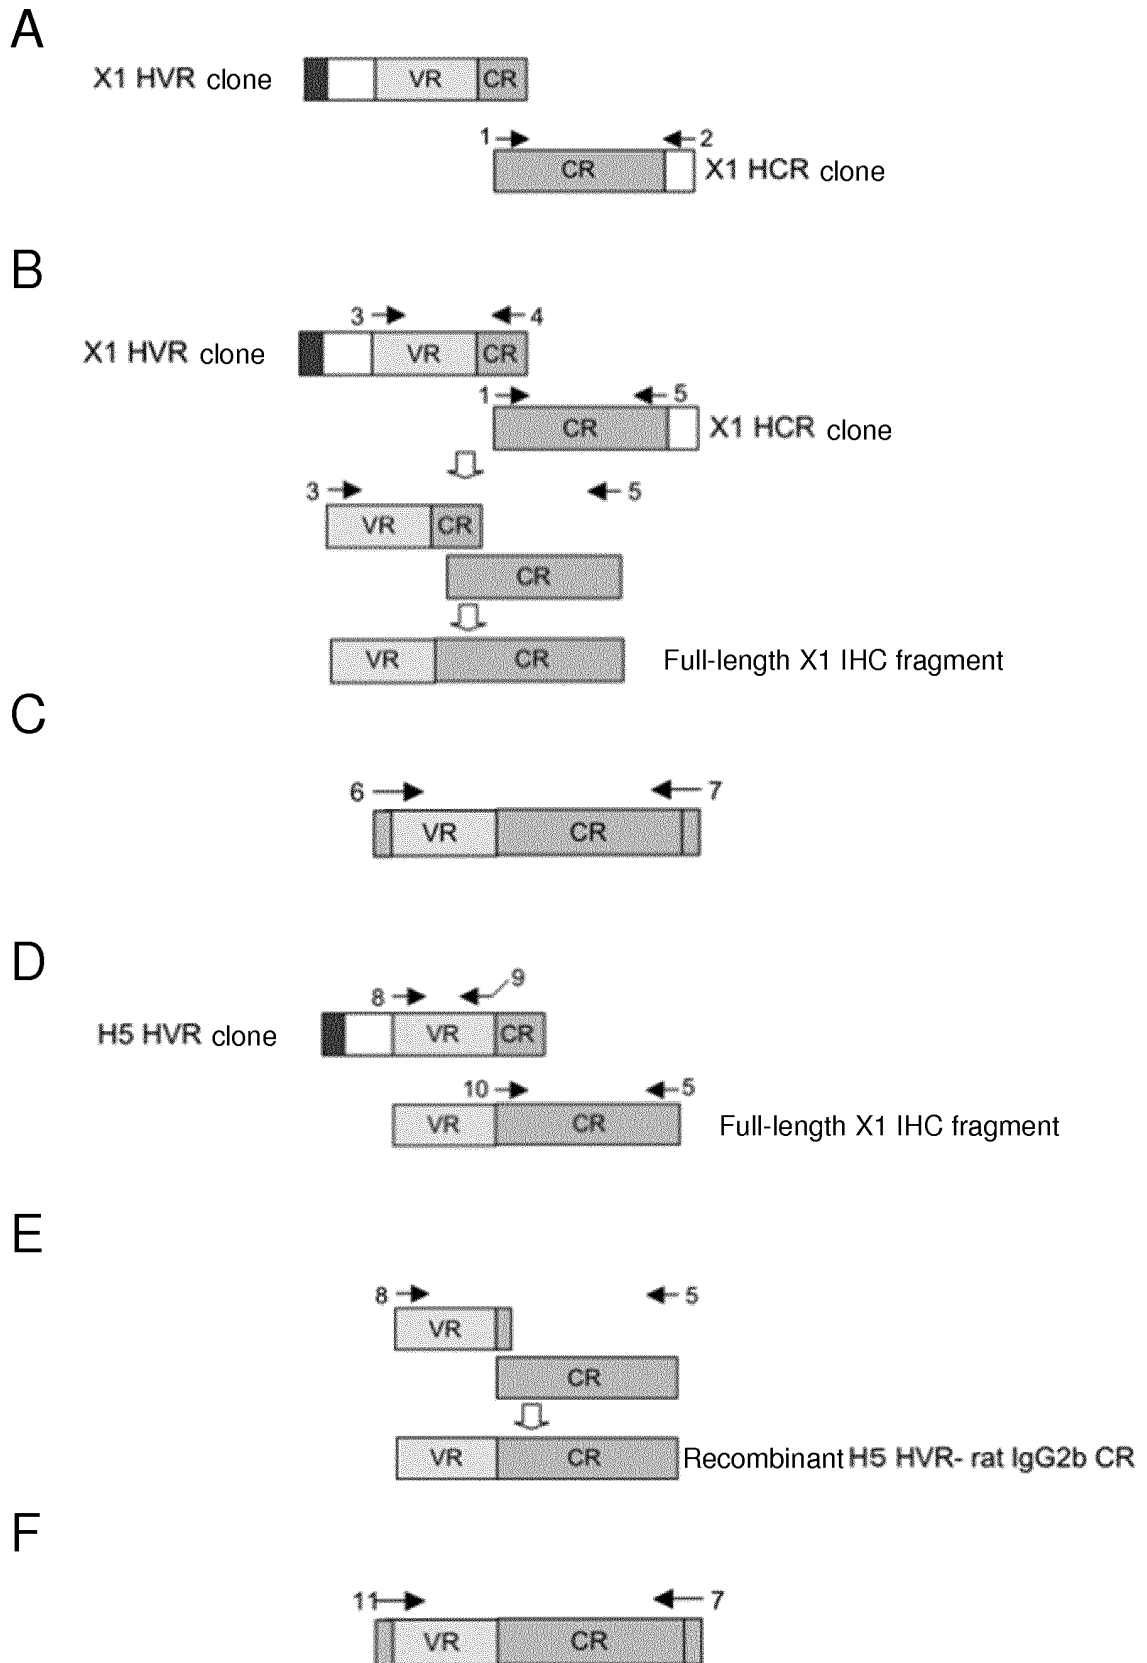 A
X1 HVR clone
VR CR
1 2
CR
X1 HCR clone
B
3 4
X1 HVR clone
VR CR
1 5
CR
X1 HCR clone
3 5
VR CR
CR
VR CR
Full-length X1 IHC fragment
C
6 7
VR CR
D
8 9
H5 HVR clone
VR CR
10 5
VR CR
Full-length X1 IHC fragment
E
8 5
VR
CR
VR CR
Recombinant H5 HVR- rat IgG2b CR
F
11 7
VR CR